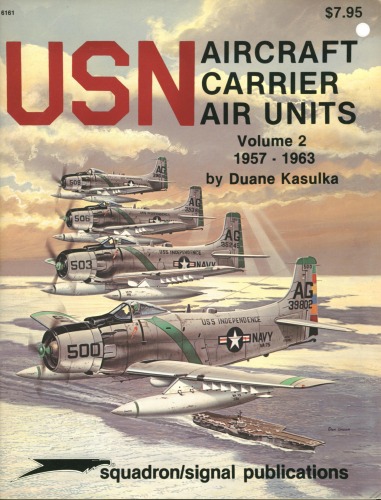 6161
$7.95
USN AIRCRAFT
CARRIER
AIR UNITS
Volume 2
1957 - 1963
by Duane Kasulka
AG
506
AG
503
NAVY
AG
39802
USS INDEPENDENCE
NAVY
500
squadron/signal publications